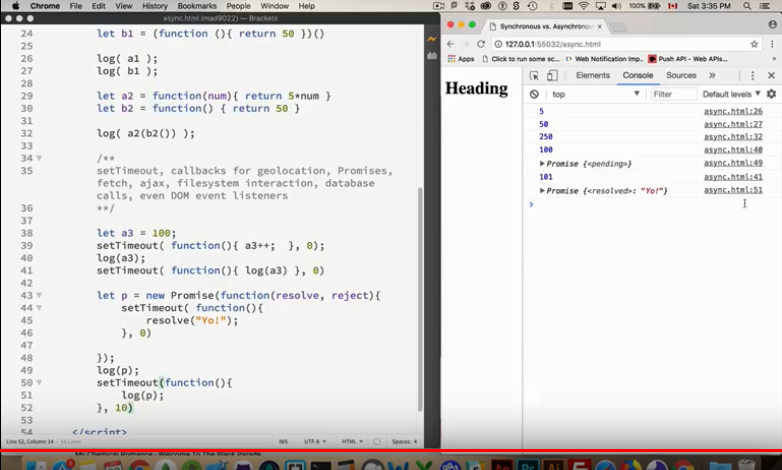 Chrome File Edit View History Bookmarks People Window Help
100% Sat 3:35 PM
async.html (mad9022) — Brackets
Synchronous vs. Asynchronou
127.0.0.1:55032/async.html
Apps Click to run some sc... Web Notification Imp.. Push API - Web APIs...
Heading
Elements Console Sources »
top Filter Default levels ▼
24 let b1 = (function (){ return 50 })()
25
26 log( a1 );
27 log( b1 );
28
29 let a2 = function(num){ return 5*num }
30 let b2 = function() { return 50 }
31
32 log( a2(b2()) );
33
34 /**
35 setTimeout, callbacks for geolocation, Promises,
fetch, ajax, filesystem interaction, database
calls, even DOM event listeners
36 **/
37
38 let a3 = 100;
39 setTimeout( function(){ a3++; }, 0);
40 log(a3);
41 setTimeout( function(){ log(a3) }, 0)
42
43 let p = new Promise(function(resolve, reject){
44 setTimeout( function(){
45 resolve("Yo!");
46 }, 0)
47
48 });
49 log(p);
50 setTimeout(function(){
51 log(p);
52 }, 10)
53
54 </script>
5 async.html:26
50 async.html:27
250 async.html:32
100 async.html:40
▶ Promise {<pending>} async.html:49
101 async.html:41
▶ Promise {<resolved>: "Yo!"} async.html:51
>
Line 52, Column 14 — 56 Lines
INS UTF-8 ▼ HTML ▼ Spaces: 4
My Chemical Romance - Welcome To The Black Parade